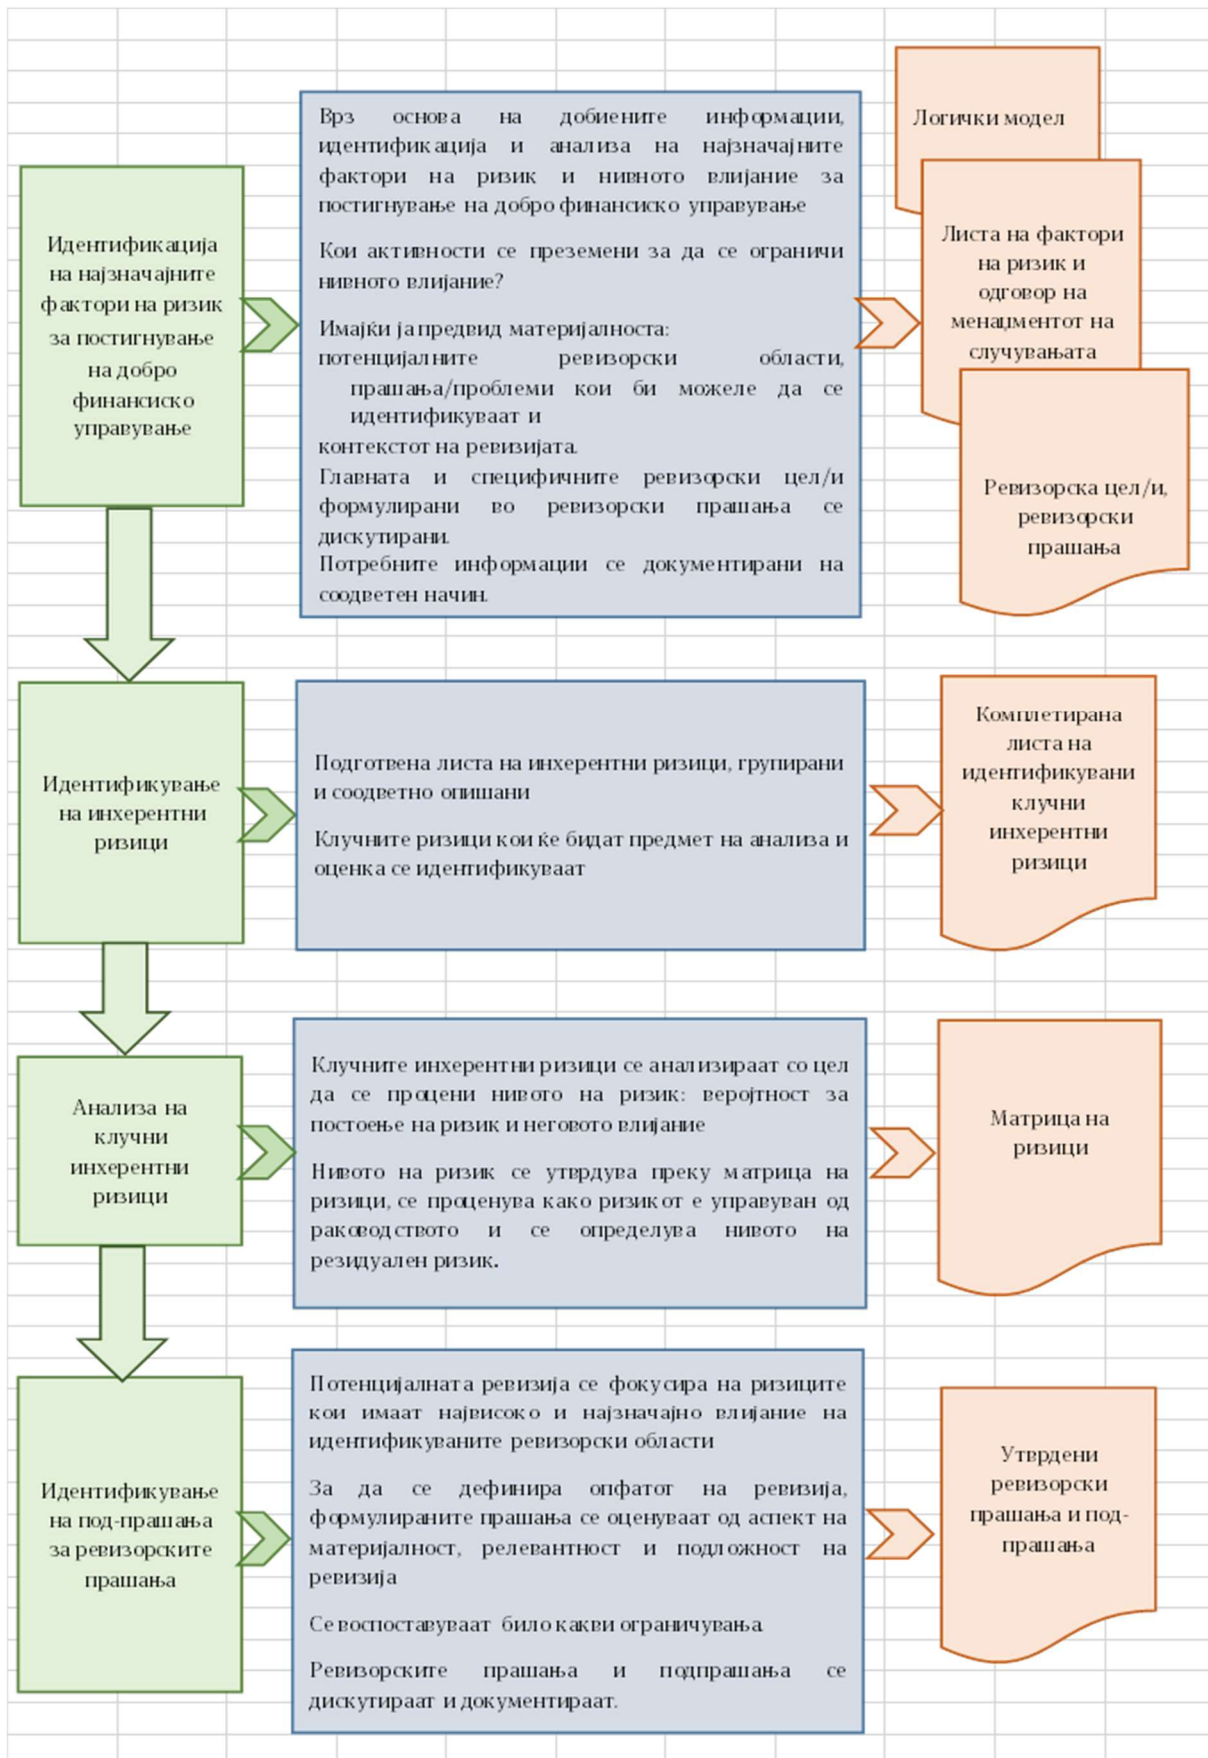 Идентификација
на најзначајните
фактори на ризик
за постигнување
на добро
финансиско
управување
Врз основа на добиените информации,
идентификација и анализа на најзначајните
фактори на ризик и нивното влијание за
постигнување на добро финансиско управување
Кои активности се преземени за да се ограничи
нивното влијание?
Имајќи ја предвид материјалноста:
потенцијалните ревизорски области,
прашања/проблеми кои би можеле да се
идентификуваат и
контекстот на ревизијата.
Главната и специфичните ревизорски цел/и
формулирани во ревизорски прашања се
дискутирани.
Потребните информации се документирани на
соодветен начин.
Логички модел
Листа на фактори
на ризик и
одговор на
менаџментот на
случувањата
Ревизорска цел/и,
ревизорски
прашања
Идентификување
на инхерентни
ризици
Подготвена листа на инхерентни ризици, групирани
и соодветно опишани
Клучните ризици кои ќе бидат предмет на анализа и
оценка се идентификуваат
Комплетирана
листа на
идентификувани
клучни
инхерентни
ризици
Анализа на
клучни
инхерентни
ризици
Клучните инхерентни ризици се анализираат со цел
да се процени нивото на ризик: веројтност за
постоење на ризик и неговото влијание
Нивото на ризик се утврдува преку матрица на
ризици, се проценува како ризикот е управуван од
раководството и се определува нивото на
резидуален ризик.
Матрица на
ризици
Идентификување
на под-прашања
за ревизорските
прашања
Потенцијалната ревизија се фокусира на ризиците
кои имаат највисоко и најзначајно влијание на
идентификуваните ревизорски области
За да се дефинира опфатот на ревизија,
формулираните прашања се оценуваат од аспект на
материјалност, релевантност и подложност на
ревизија
Се воспоставуваат било какви ограничувања.
Ревизорските прашања и подпрашања се
дискутираат и документираат.
Утврдени
ревизорски
прашања и под-
прашања